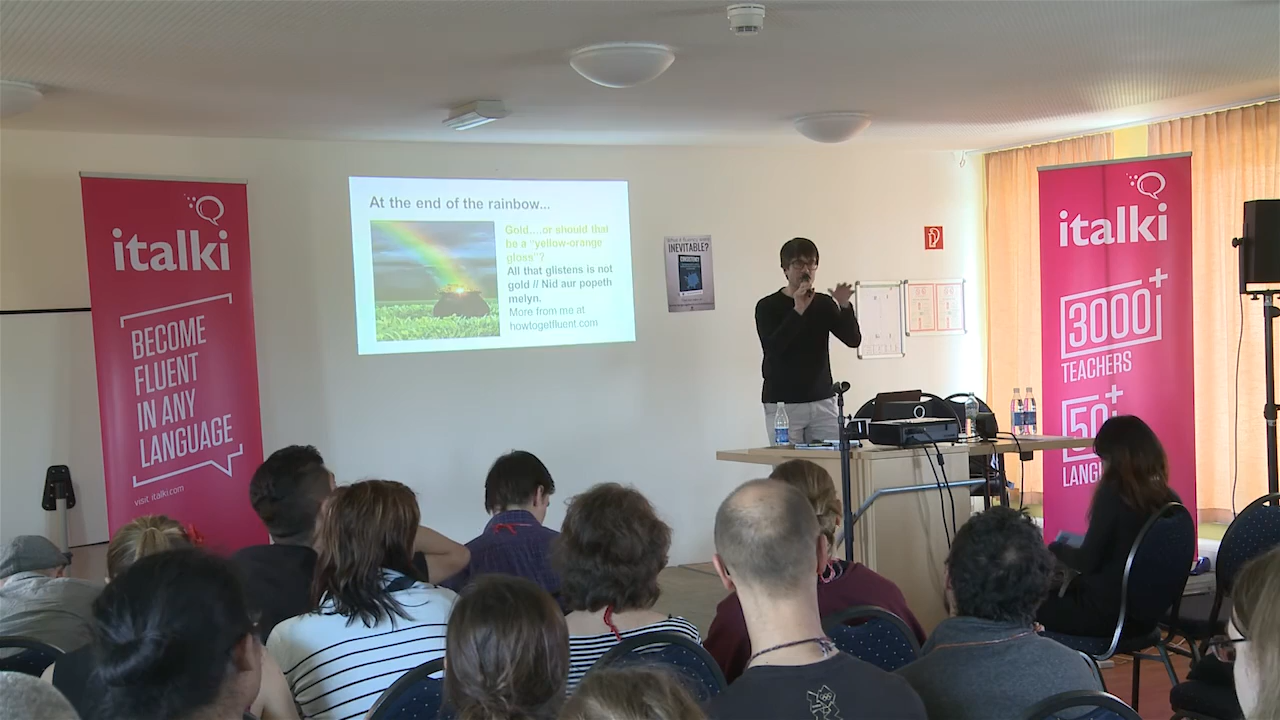 italki
BECOME
FLUENT
IN ANY
LANGUAGE
visit italki.com
At the end of the rainbow...
Gold....or should that
be a "yellow-orange
gloss"?
All that glistens is not
gold // Nid aur popeth
melyn.
More from me at
howtogetfluent.com
INEVITABLE?
italki
3000+
TEACHERS
50+